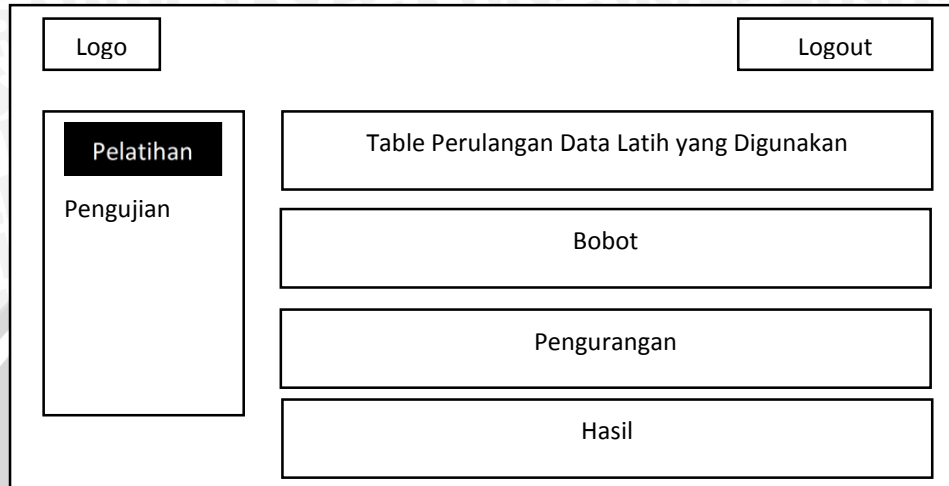 Logo
Logout
Pelatihan
Pengujian
Table Perulangan Data Latih yang Digunakan
Bobot
Pengurangan
Hasil